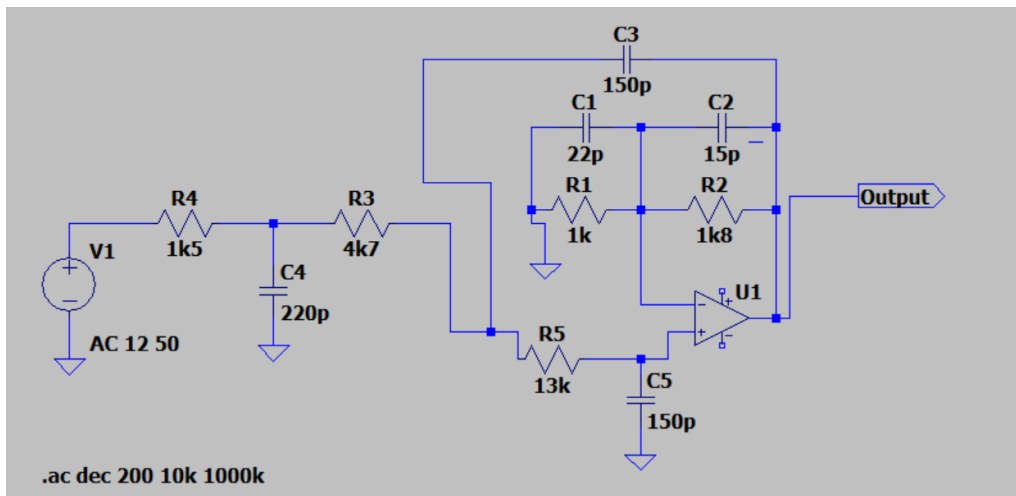 C3
150p
C1
C2
22p
15p
R4
R3
R1
R2
Output
1k5
4k7
1k
1k8
V1
C4
U1
220p
R5
AC 12 50
13k
C5
150p
.ac dec 200 10k 1000k